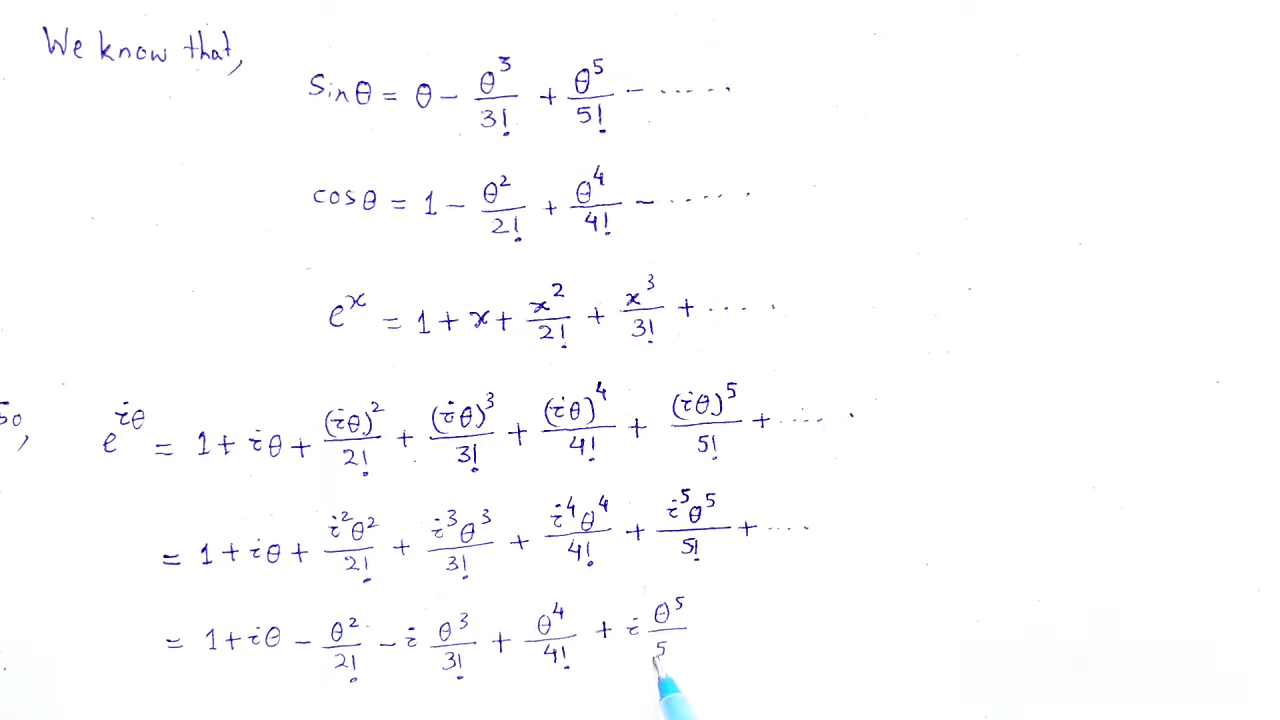 We know that,
sinθ = θ - θ³/3! + θ⁵/5! - ......
cosθ = 1 - θ²/2! + θ⁴/4! - ......
eˣ = 1 + x + x²/2! + x³/3! + .....
So, e^{iθ} = 1 + iθ + (iθ)²/2! + (iθ)³/3! + (iθ)⁴/4! + (iθ)⁵/5! + .....
= 1 + iθ + i²θ²/2! + i³θ³/3! + i⁴θ⁴/4! + i⁵θ⁵/5! + ....
= 1 + iθ - θ²/2! - i θ³/3! + θ⁴/4! + i θ⁵/5